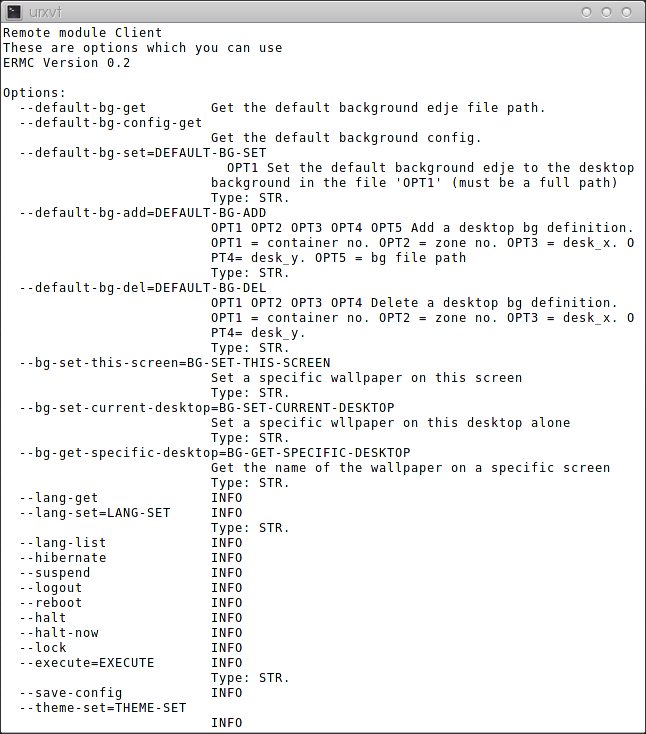 urxvt
Remote module Client
These are options which you can use
ERMC Version 0.2

Options:
  --default-bg-get        Get the default background edje file path.
  --default-bg-config-get
                          Get the default background config.
  --default-bg-set=DEFAULT-BG-SET
                            OPT1 Set the default background edje to the desktop
                          background in the file 'OPT1' (must be a full path)
                          Type: STR.
  --default-bg-add=DEFAULT-BG-ADD
                          OPT1 OPT2 OPT3 OPT4 OPT5 Add a desktop bg definition.
                          OPT1 = container no. OPT2 = zone no. OPT3 = desk_x. O
                          PT4= desk_y. OPT5 = bg file path
                          Type: STR.
  --default-bg-del=DEFAULT-BG-DEL
                          OPT1 OPT2 OPT3 OPT4 Delete a desktop bg definition.
                          OPT1 = container no. OPT2 = zone no. OPT3 = desk_x. O
                          PT4= desk_y.
                          Type: STR.
  --bg-set-this-screen=BG-SET-THIS-SCREEN
                          Set a specific wallpaper on this screen
                          Type: STR.
  --bg-set-current-desktop=BG-SET-CURRENT-DESKTOP
                          Set a specific wllpaper on this desktop alone
                          Type: STR.
  --bg-get-specific-desktop=BG-GET-SPECIFIC-DESKTOP
                          Get the name of the wallpaper on a specific screen
                          Type: STR.
  --lang-get              INFO
  --lang-set=LANG-SET     INFO
                          Type: STR.
  --lang-list             INFO
  --hibernate             INFO
  --suspend               INFO
  --logout                INFO
  --reboot                INFO
  --halt                  INFO
  --halt-now              INFO
  --lock                  INFO
  --execute=EXECUTE       INFO
                          Type: STR.
  --save-config           INFO
  --theme-set=THEME-SET
                          INFO